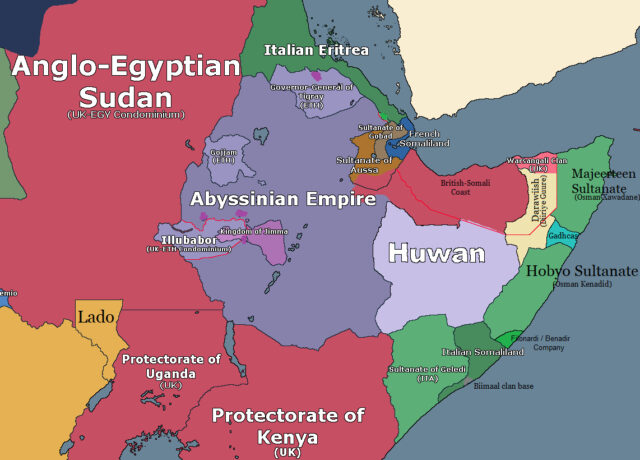 Italian Eritrea
Anglo-Egyptian
Sudan
(UK-EGY Condominium)
Governor-General of
Tigray
(ETH)
Sultanate of
Gobad
French
Somaliland
Gojjam
(ETH)
Sultanate of
Aussa
Warsangali Clan
(UK)
British-Somali
Coast
Majeerteen
Sultanate
(Osman Xawadane)
Darawiish
(Diiriye Guure)
Abyssinian Empire
Kingdom of Jimma
Illubabor
(UK-ETH Condominium)
Huwan
Gadhcas
Hobyo Sultanate
(Osman Kenadid)
Lado
Filonardi / Benadir
Company
Italian Somaliland
Protectorate of
Uganda
(UK)
Sultanate of Geledi
(ITA)
Biimaal clan base
Protectorate of
Kenya
(UK)